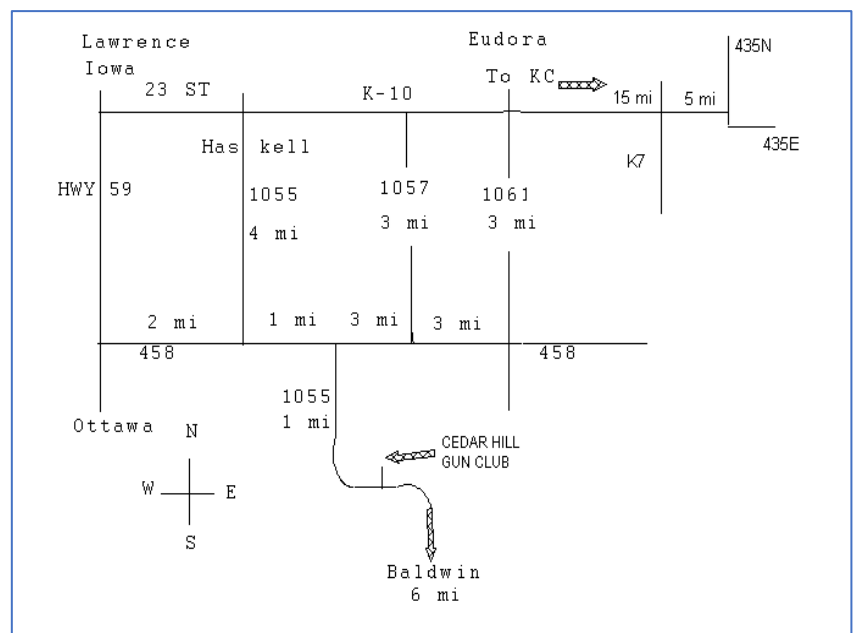 Lawrence
Eudora
Iowa
23 ST
K-10
To KC
15 mi
5 mi
435N
435E
Has kell
K7
HWY 59
1055
4 mi
1057
3 mi
1061
3 mi
2 mi
1 mi
3 mi
3 mi
458
458
1055
1 mi
Ottawa
N
W
E
S
CEDAR HILL
GUN CLUB
Baldwin
6 mi